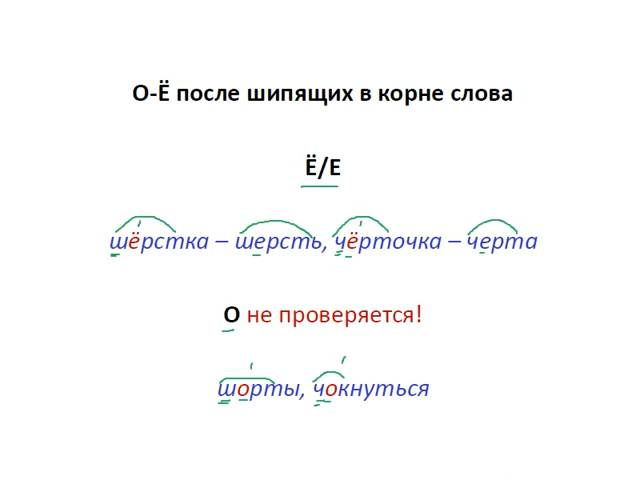 О-Ё после шипящих в корне слова
Ё/Е
шёрстка – шерсть, чёрточка – черта
О не проверяется!
шорты, чокнуться